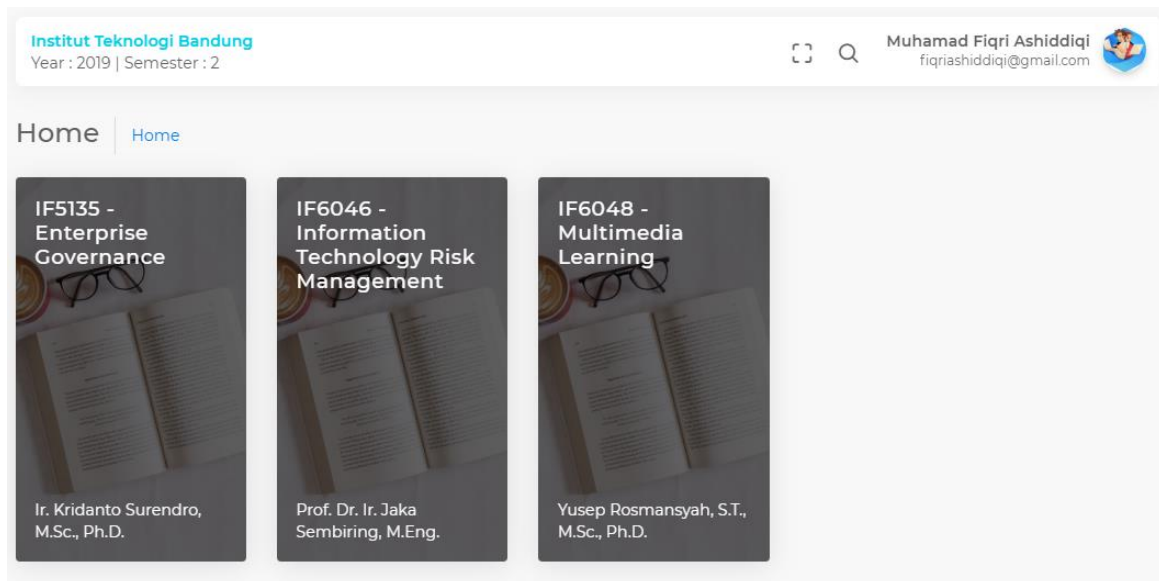 Institut Teknologi Bandung
Year : 2019 | Semester : 2
Muhamad Fiqri Ashiddiqi
fiqriashiddiqi@gmail.com
Home
Home
IF5135 -
Enterprise
Governance
Ir. Kridanto Surendro,
M.Sc., Ph.D.
IF6046 -
Information
Technology Risk
Management
Prof. Dr. Ir. Jaka
Sembiring, M.Eng.
IF6048 -
Multimedia
Learning
Yusep Rosmansyah, S.T.,
M.Sc., Ph.D.